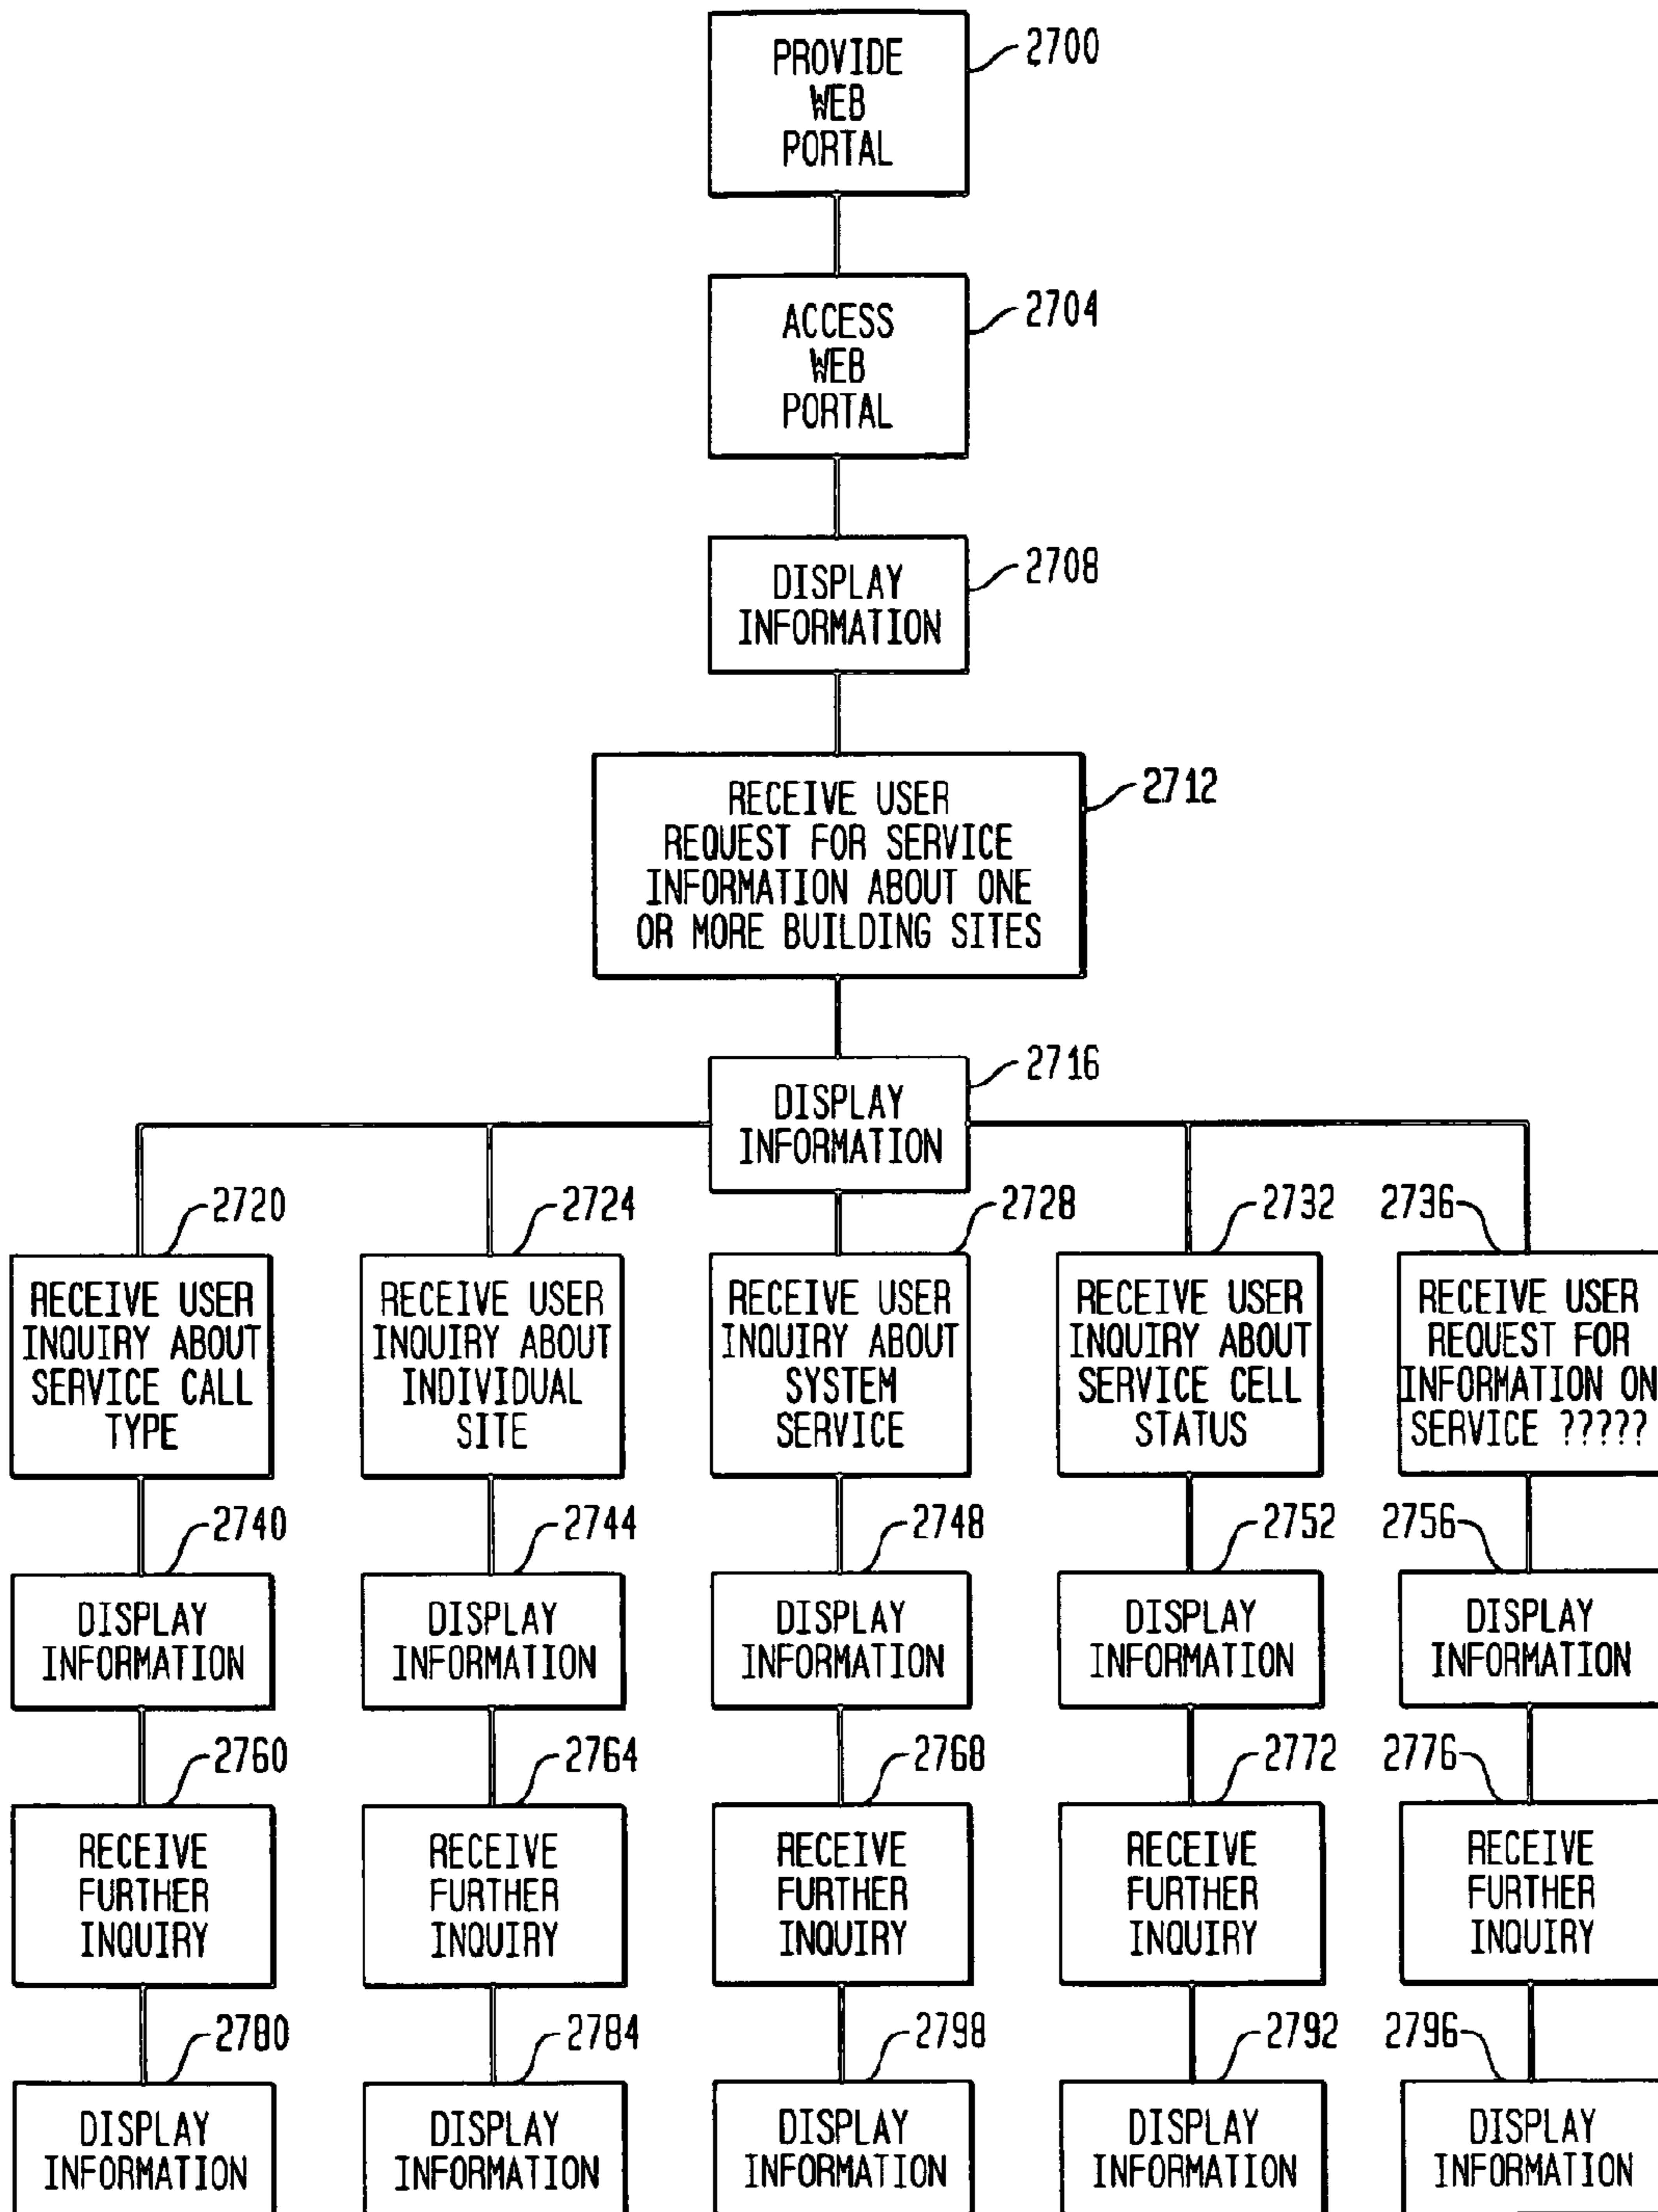 PROVIDE
WEB
PORTAL
2700
ACCESS
WEB
PORTAL
2704
DISPLAY
INFORMATION
2708
RECEIVE USER
REQUEST FOR SERVICE
INFORMATION ABOUT ONE
OR MORE BUILDING SITES
2712
DISPLAY
INFORMATION
2716
2720
RECEIVE USER
INQUIRY ABOUT
SERVICE CALL
TYPE
2724
RECEIVE USER
INQUIRY ABOUT
INDIVIDUAL
SITE
2728
RECEIVE USER
INQUIRY ABOUT
SYSTEM
SERVICE
2732
RECEIVE USER
INQUIRY ABOUT
SERVICE CELL
STATUS
2736
RECEIVE USER
REQUEST FOR
INFORMATION ON
SERVICE ?????
2740
DISPLAY
INFORMATION
2744
DISPLAY
INFORMATION
2748
DISPLAY
INFORMATION
2752
DISPLAY
INFORMATION
2756
DISPLAY
INFORMATION
2760
RECEIVE
FURTHER
INQUIRY
2764
RECEIVE
FURTHER
INQUIRY
2768
RECEIVE
FURTHER
INQUIRY
2772
RECEIVE
FURTHER
INQUIRY
2776
RECEIVE
FURTHER
INQUIRY
2780
DISPLAY
INFORMATION
2784
DISPLAY
INFORMATION
2798
DISPLAY
INFORMATION
2792
DISPLAY
INFORMATION
2796
DISPLAY
INFORMATION